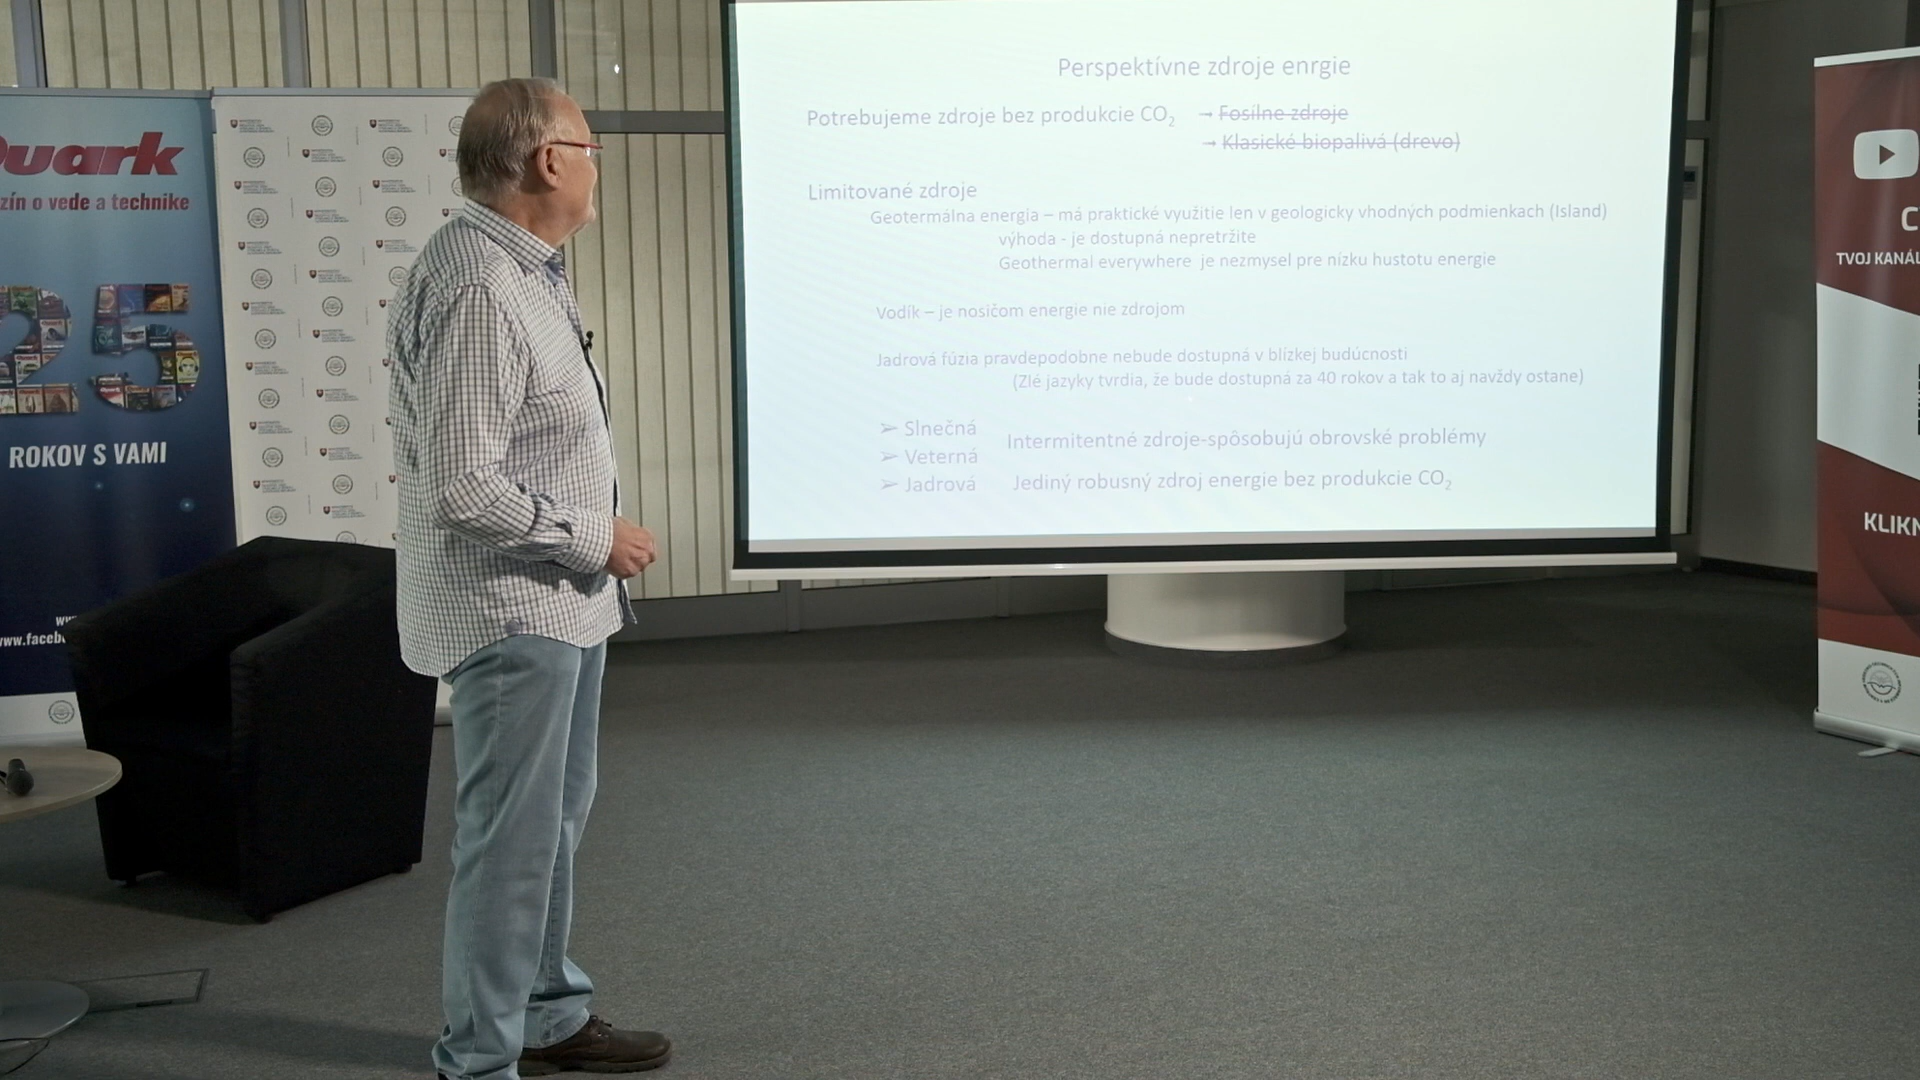 Perspektívne zdroje enrgie
Potrebujeme zdroje bez produkcie CO₂ → Fosílne zdroje
→ Klasické biopalivá (drevo)
Limitované zdroje
Geotermálna energia – má praktické využitie len v geologicky vhodných podmienkach (Island)
výhoda - je dostupná nepretržite
Geothermal everywhere je nezmysel pre nízku hustotu energie
Vodík – je nosičom energie nie zdrojom
Jadrová fúzia pravdepodobne nebude dostupná v blízkej budúcnosti
(Zlé jazyky tvrdia, že bude dostupná za 40 rokov a tak to aj navždy ostane)
➢ Slnečná
➢ Veterná
Intermitentné zdroje-spôsobujú obrovské problémy
➢ Jadrová Jediný robusný zdroj energie bez produkcie CO₂
Quark
zín o vede a technike
25
ROKOV S VAMI
www.faceb
TVOJ KANÁL
KLIKN